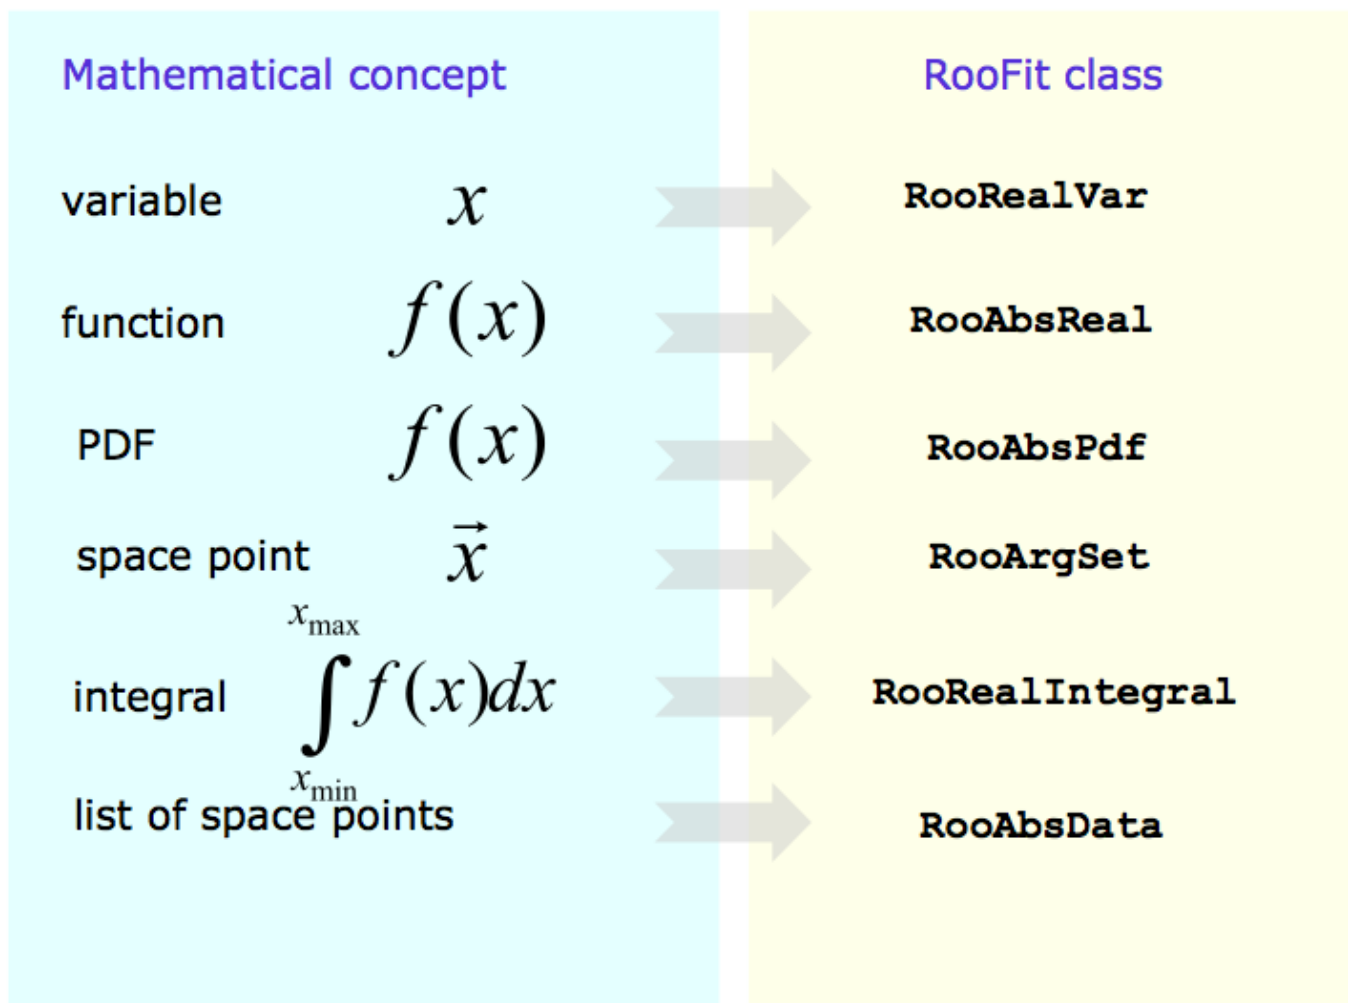 Mathematical concept RooFit class
variable x RooRealVar
function f(x) RooAbsReal
PDF f(x) RooAbsPdf
space point x⃗ RooArgSet
x_max
integral ∫ f(x)dx RooRealIntegral
x_min
list of space points RooAbsData